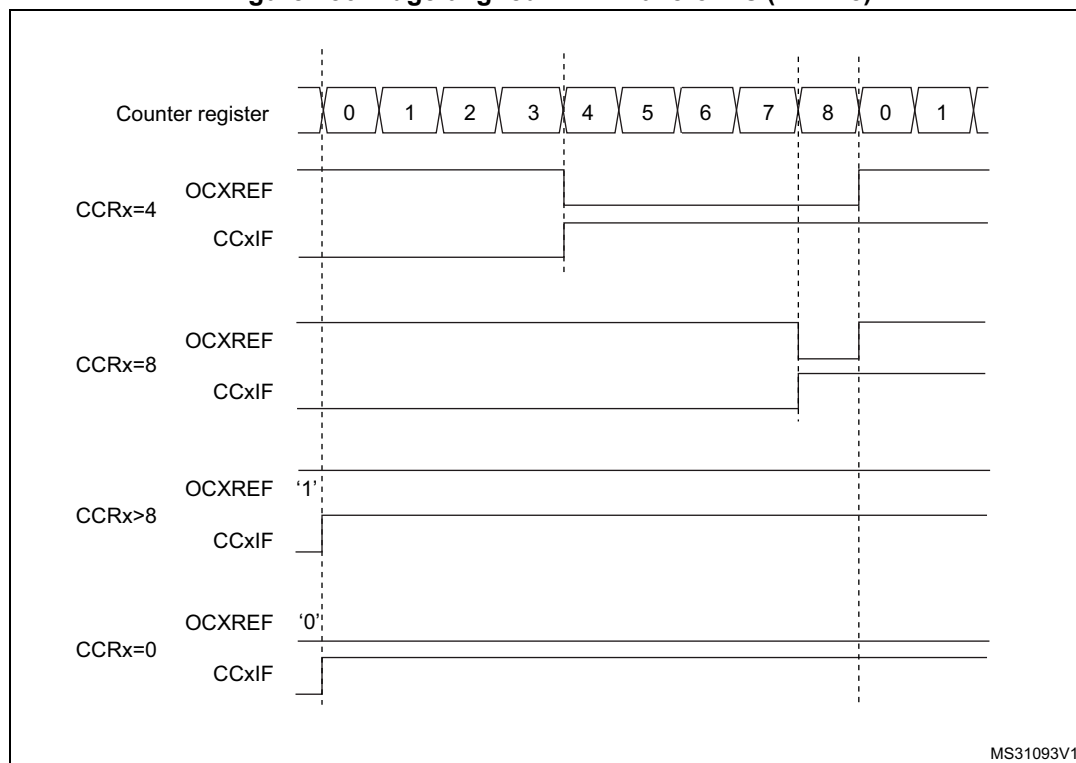 Counter register 0 1 2 3 4 5 6 7 8 0 1
OCXREF
CCRx=4
CCxIF
OCXREF
CCRx=8
CCxIF
OCXREF ‘1’
CCRx>8
CCxIF
OCXREF ‘0’
CCRx=0
CCxIF
MS31093V1